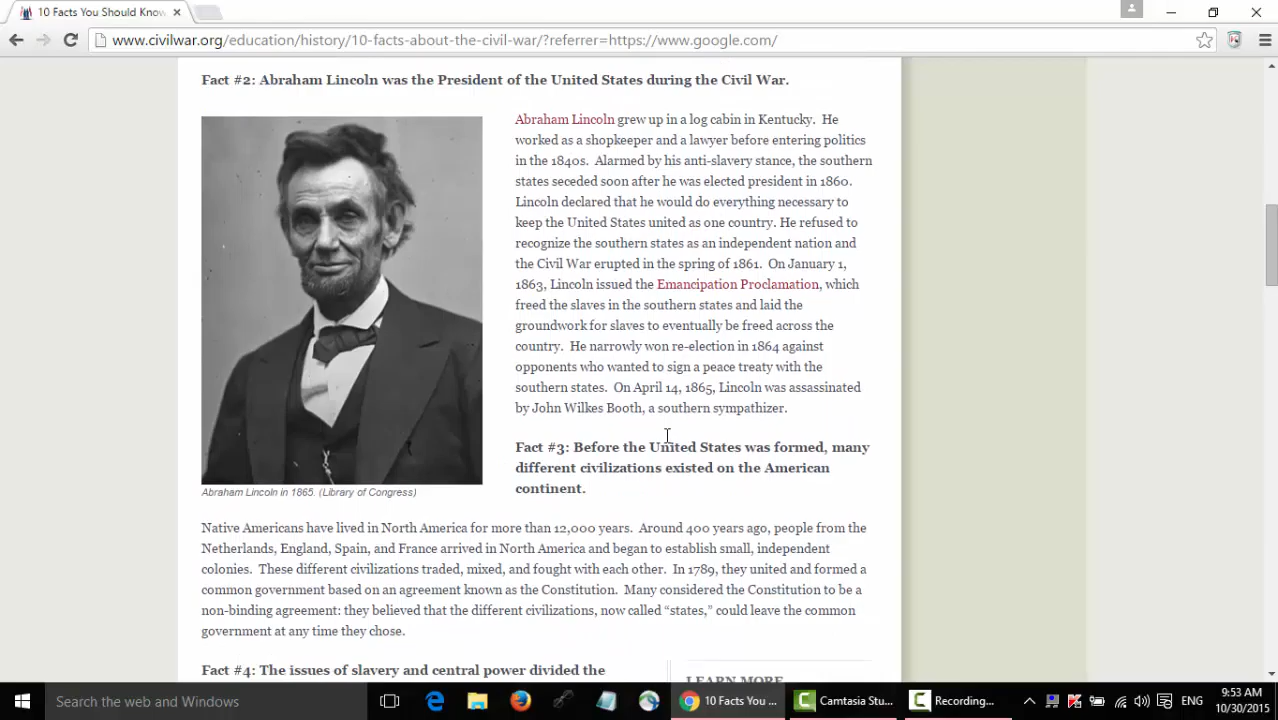 10 Facts You Should Know
www.civilwar.org/education/history/10-facts-about-the-civil-war/?referrer=https://www.google.com/
Fact #2: Abraham Lincoln was the President of the United States during the Civil War.
Abraham Lincoln grew up in a log cabin in Kentucky. He
worked as a shopkeeper and a lawyer before entering politics
in the 1840s. Alarmed by his anti-slavery stance, the southern
states seceded soon after he was elected president in 1860.
Lincoln declared that he would do everything necessary to
keep the United States united as one country. He refused to
recognize the southern states as an independent nation and
the Civil War erupted in the spring of 1861. On January 1,
1863, Lincoln issued the Emancipation Proclamation, which
freed the slaves in the southern states and laid the
groundwork for slaves to eventually be freed across the
country. He narrowly won re-election in 1864 against
opponents who wanted to sign a peace treaty with the
southern states. On April 14, 1865, Lincoln was assassinated
by John Wilkes Booth, a southern sympathizer.
Abraham Lincoln in 1865. (Library of Congress)
Fact #3: Before the United States was formed, many
different civilizations existed on the American
continent.
Native Americans have lived in North America for more than 12,000 years. Around 400 years ago, people from the
Netherlands, England, Spain, and France arrived in North America and began to establish small, independent
colonies. These different civilizations traded, mixed, and fought with each other. In 1789, they united and formed a
common government based on an agreement known as the Constitution. Many considered the Constitution to be a
non-binding agreement: they believed that the different civilizations, now called “states,” could leave the common
government at any time they chose.
Fact #4: The issues of slavery and central power divided the
LEARN MORE
Search the web and Windows
10 Facts You ...
Camtasia Stu...
Recording...
ENG
9:53 AM
10/30/2015